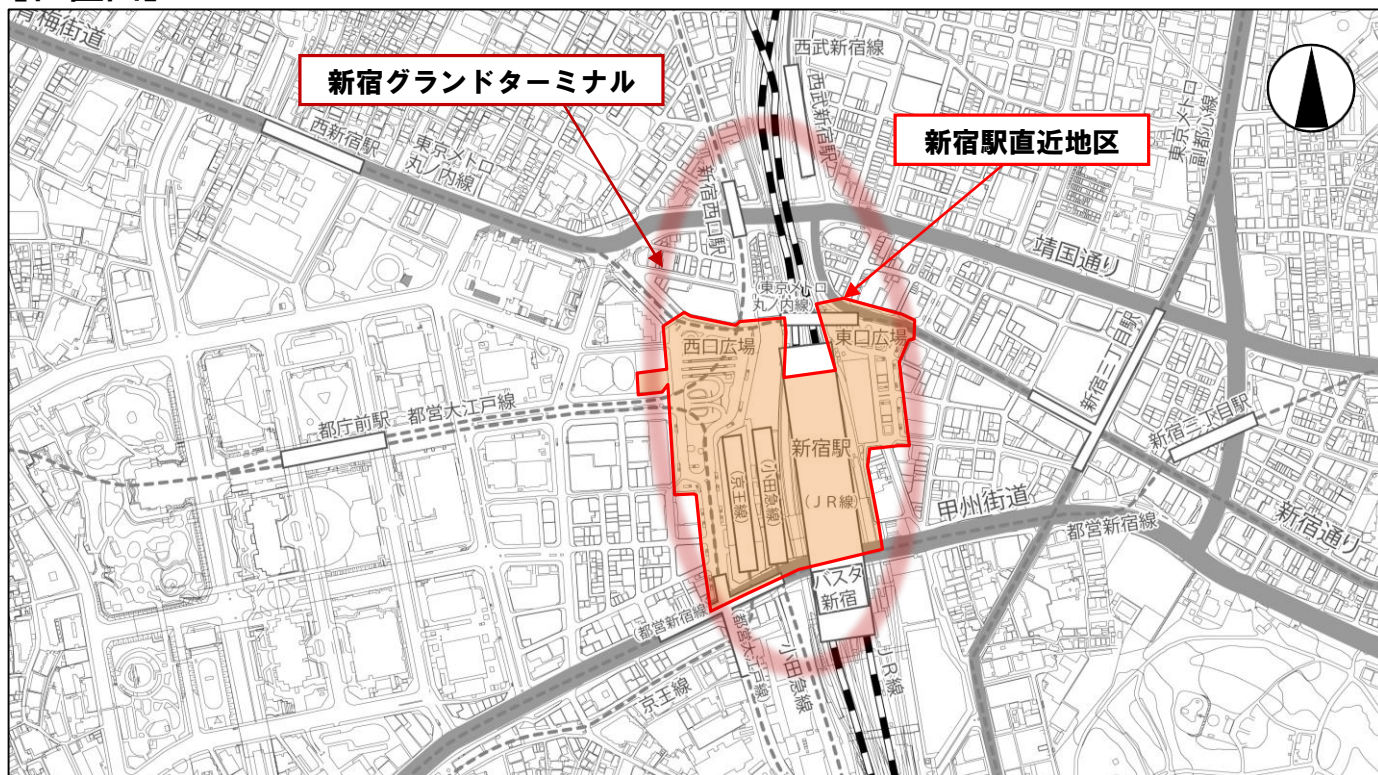 青梅街道
西武新宿線
新宿グランドターミナル
西武新宿駅
新宿駅直近地区
東京メトロ
副都心線
西新宿駅
東京メトロ
丸ノ内線
新宿西口駅
靖国通り
（東京メトロ
丸ノ内線）
西口広場
東口広場
新宿三丁目駅
新宿三丁目駅
都庁前駅
都営大江戸線
新宿駅
（京王線）
（小田急線）
（ＪＲ線）
甲州街道
都営新宿線
新宿通り
バスタ
新宿
（都営新宿線）
都営大江戸線
小田急線
ＪＲ線
京王線